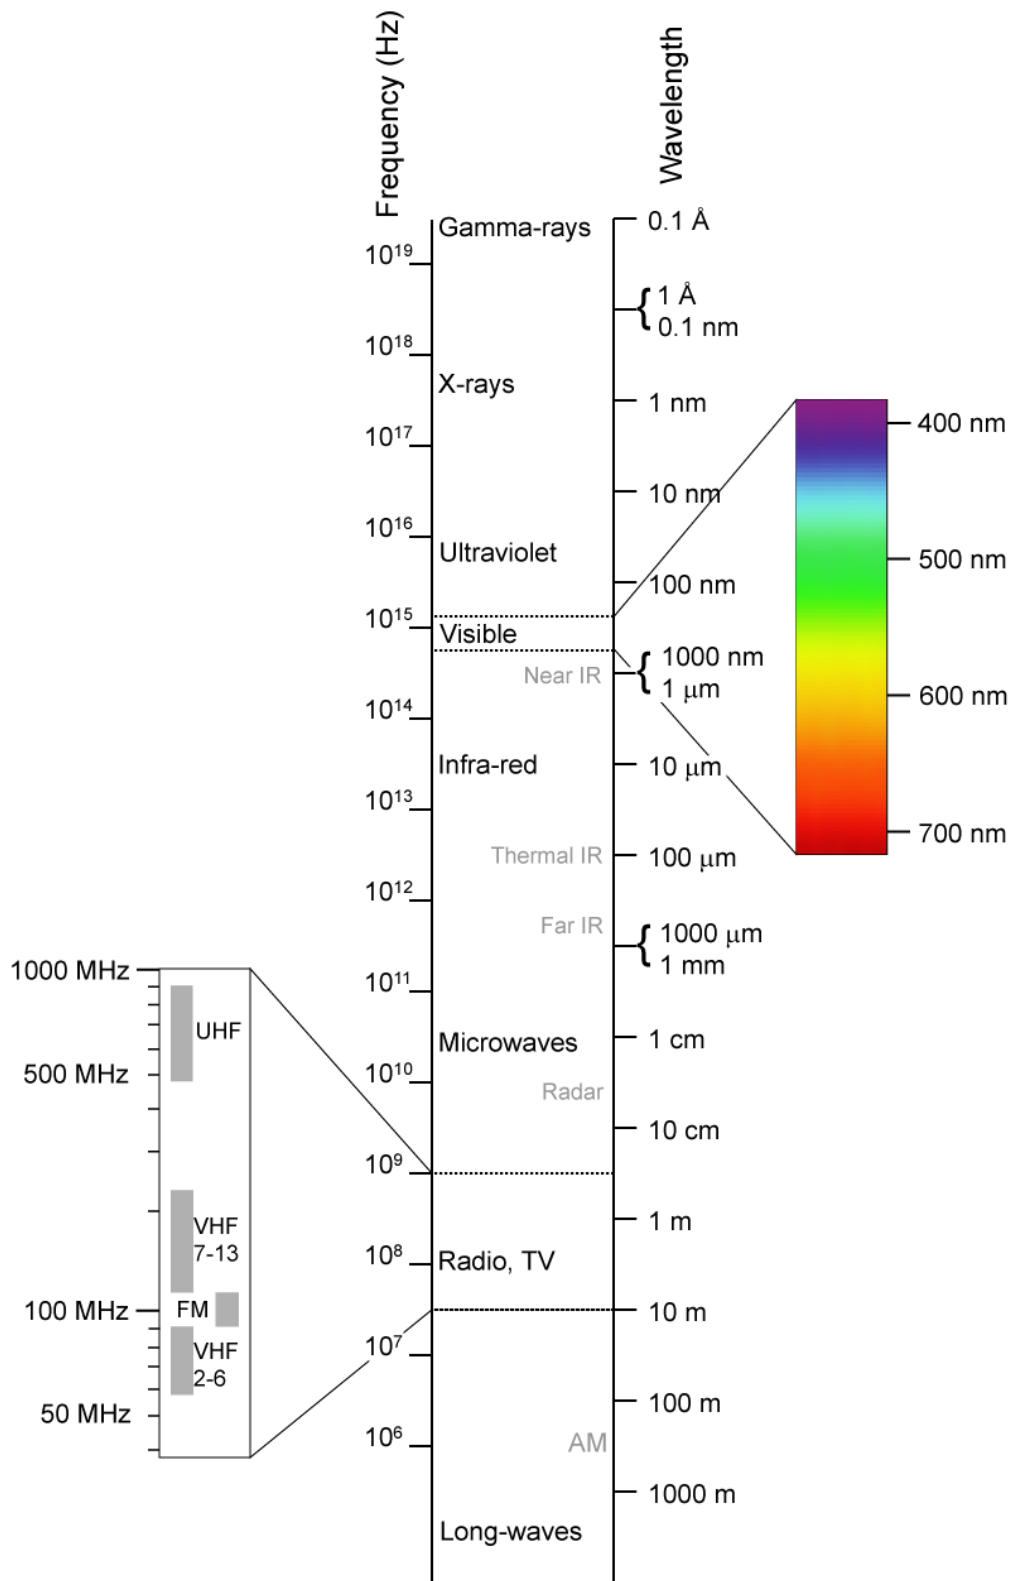 Frequency (Hz)
Wavelength
Gamma-rays
0.1 Å
10¹⁹
1 Å
0.1 nm
10¹⁸
X-rays
1 nm
400 nm
10¹⁷
10 nm
10¹⁶
Ultraviolet
500 nm
100 nm
10¹⁵
Visible
1000 nm
Near IR
1 μm
600 nm
10¹⁴
Infra-red
10 μm
10¹³
700 nm
Thermal IR
100 μm
10¹²
Far IR
1000 μm
1 mm
1000 MHz
10¹¹
UHF
Microwaves
1 cm
500 MHz
10¹⁰
Radar
10 cm
10⁹
VHF
7-13
1 m
10⁸
Radio, TV
100 MHz
FM
10 m
10⁷
VHF
2-6
50 MHz
100 m
10⁶
AM
1000 m
Long-waves